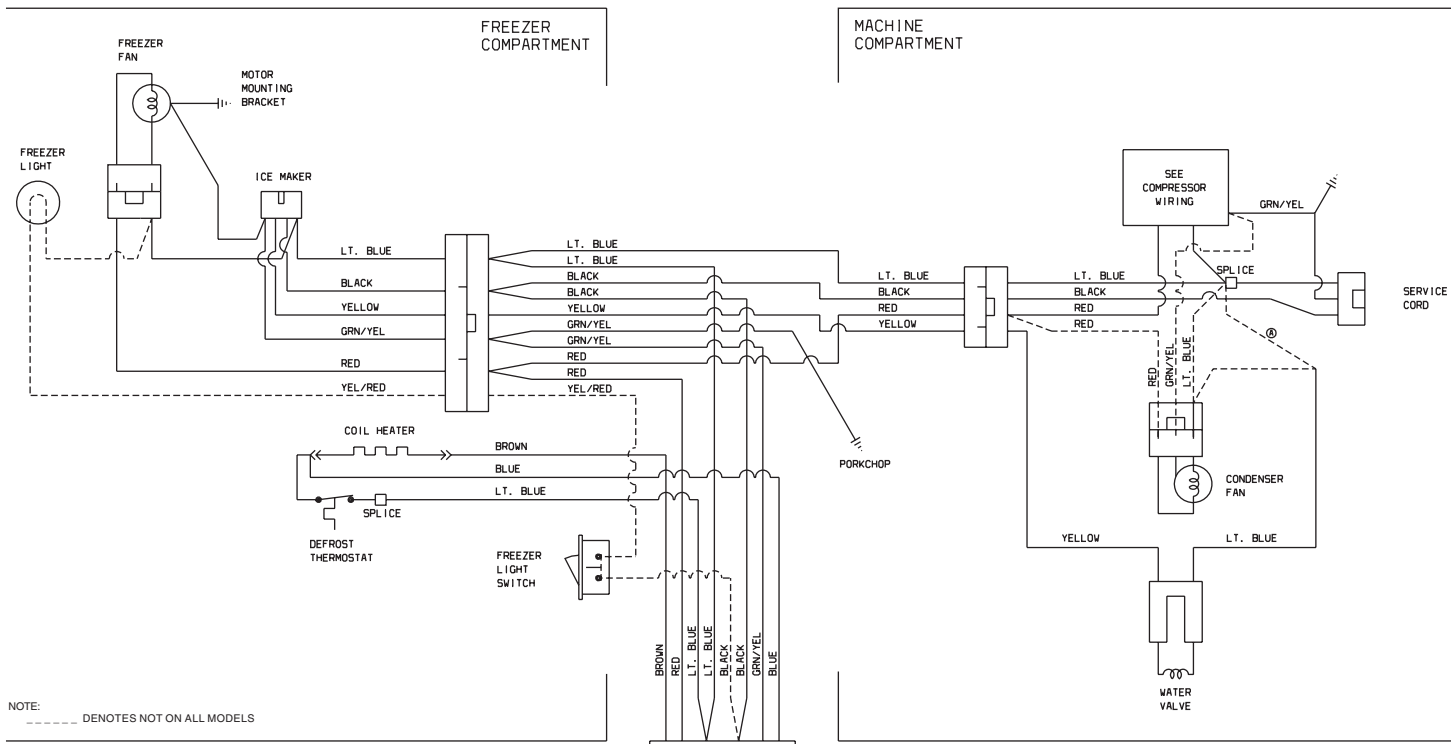 FREEZER
COMPARTMENT
MACHINE
COMPARTMENT
FREEZER
FAN
MOTOR
MOUNTING
BRACKET
FREEZER
LIGHT
ICE MAKER
LT. BLUE
BLACK
YELLOW
GRN/YEL
RED
YEL/RED
LT. BLUE
LT. BLUE
BLACK
BLACK
YELLOW
GRN/YEL
GRN/YEL
RED
RED
YEL/RED
LT. BLUE
BLACK
RED
YELLOW
LT. BLUE
BLACK
RED
RED
SEE
COMPRESSOR
WIRING
GRN/YEL
SPLICE
SERVICE
CORD
A
RED
GRN/YEL
LT. BLUE
CONDENSER
FAN
PORKCHOP
COIL HEATER
BROWN
BLUE
LT. BLUE
SPLICE
DEFROST
THERMOSTAT
FREEZER
LIGHT
SWITCH
YELLOW
LT. BLUE
WATER
VALVE
BROWN
RED
LT. BLUE
LT. BLUE
BLACK
BLACK
GRN/YEL
BLUE
NOTE:
______ DENOTES NOT ON ALL MODELS